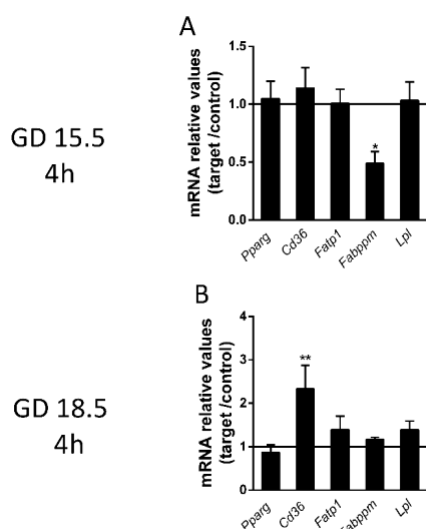 A
GD 15.5
4h
mRNA relative values
(target /control)
1.5
1.0
0.5
0.0
*
Pparg
Cd36
Fatp1
Fabppm
Lpl
B
GD 18.5
4h
mRNA relative values
(target/control)
4
3
2
1
0
**
Pparg
Cd36
Fatp1
Fabppm
Lpl